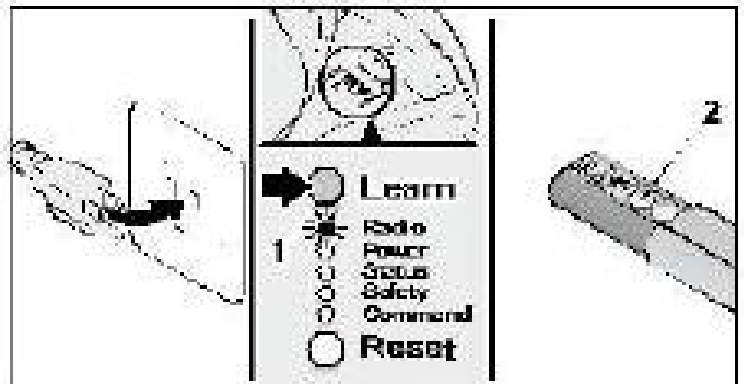 Learn
1
Radio
Power
Status
Safety
Command
Reset
2